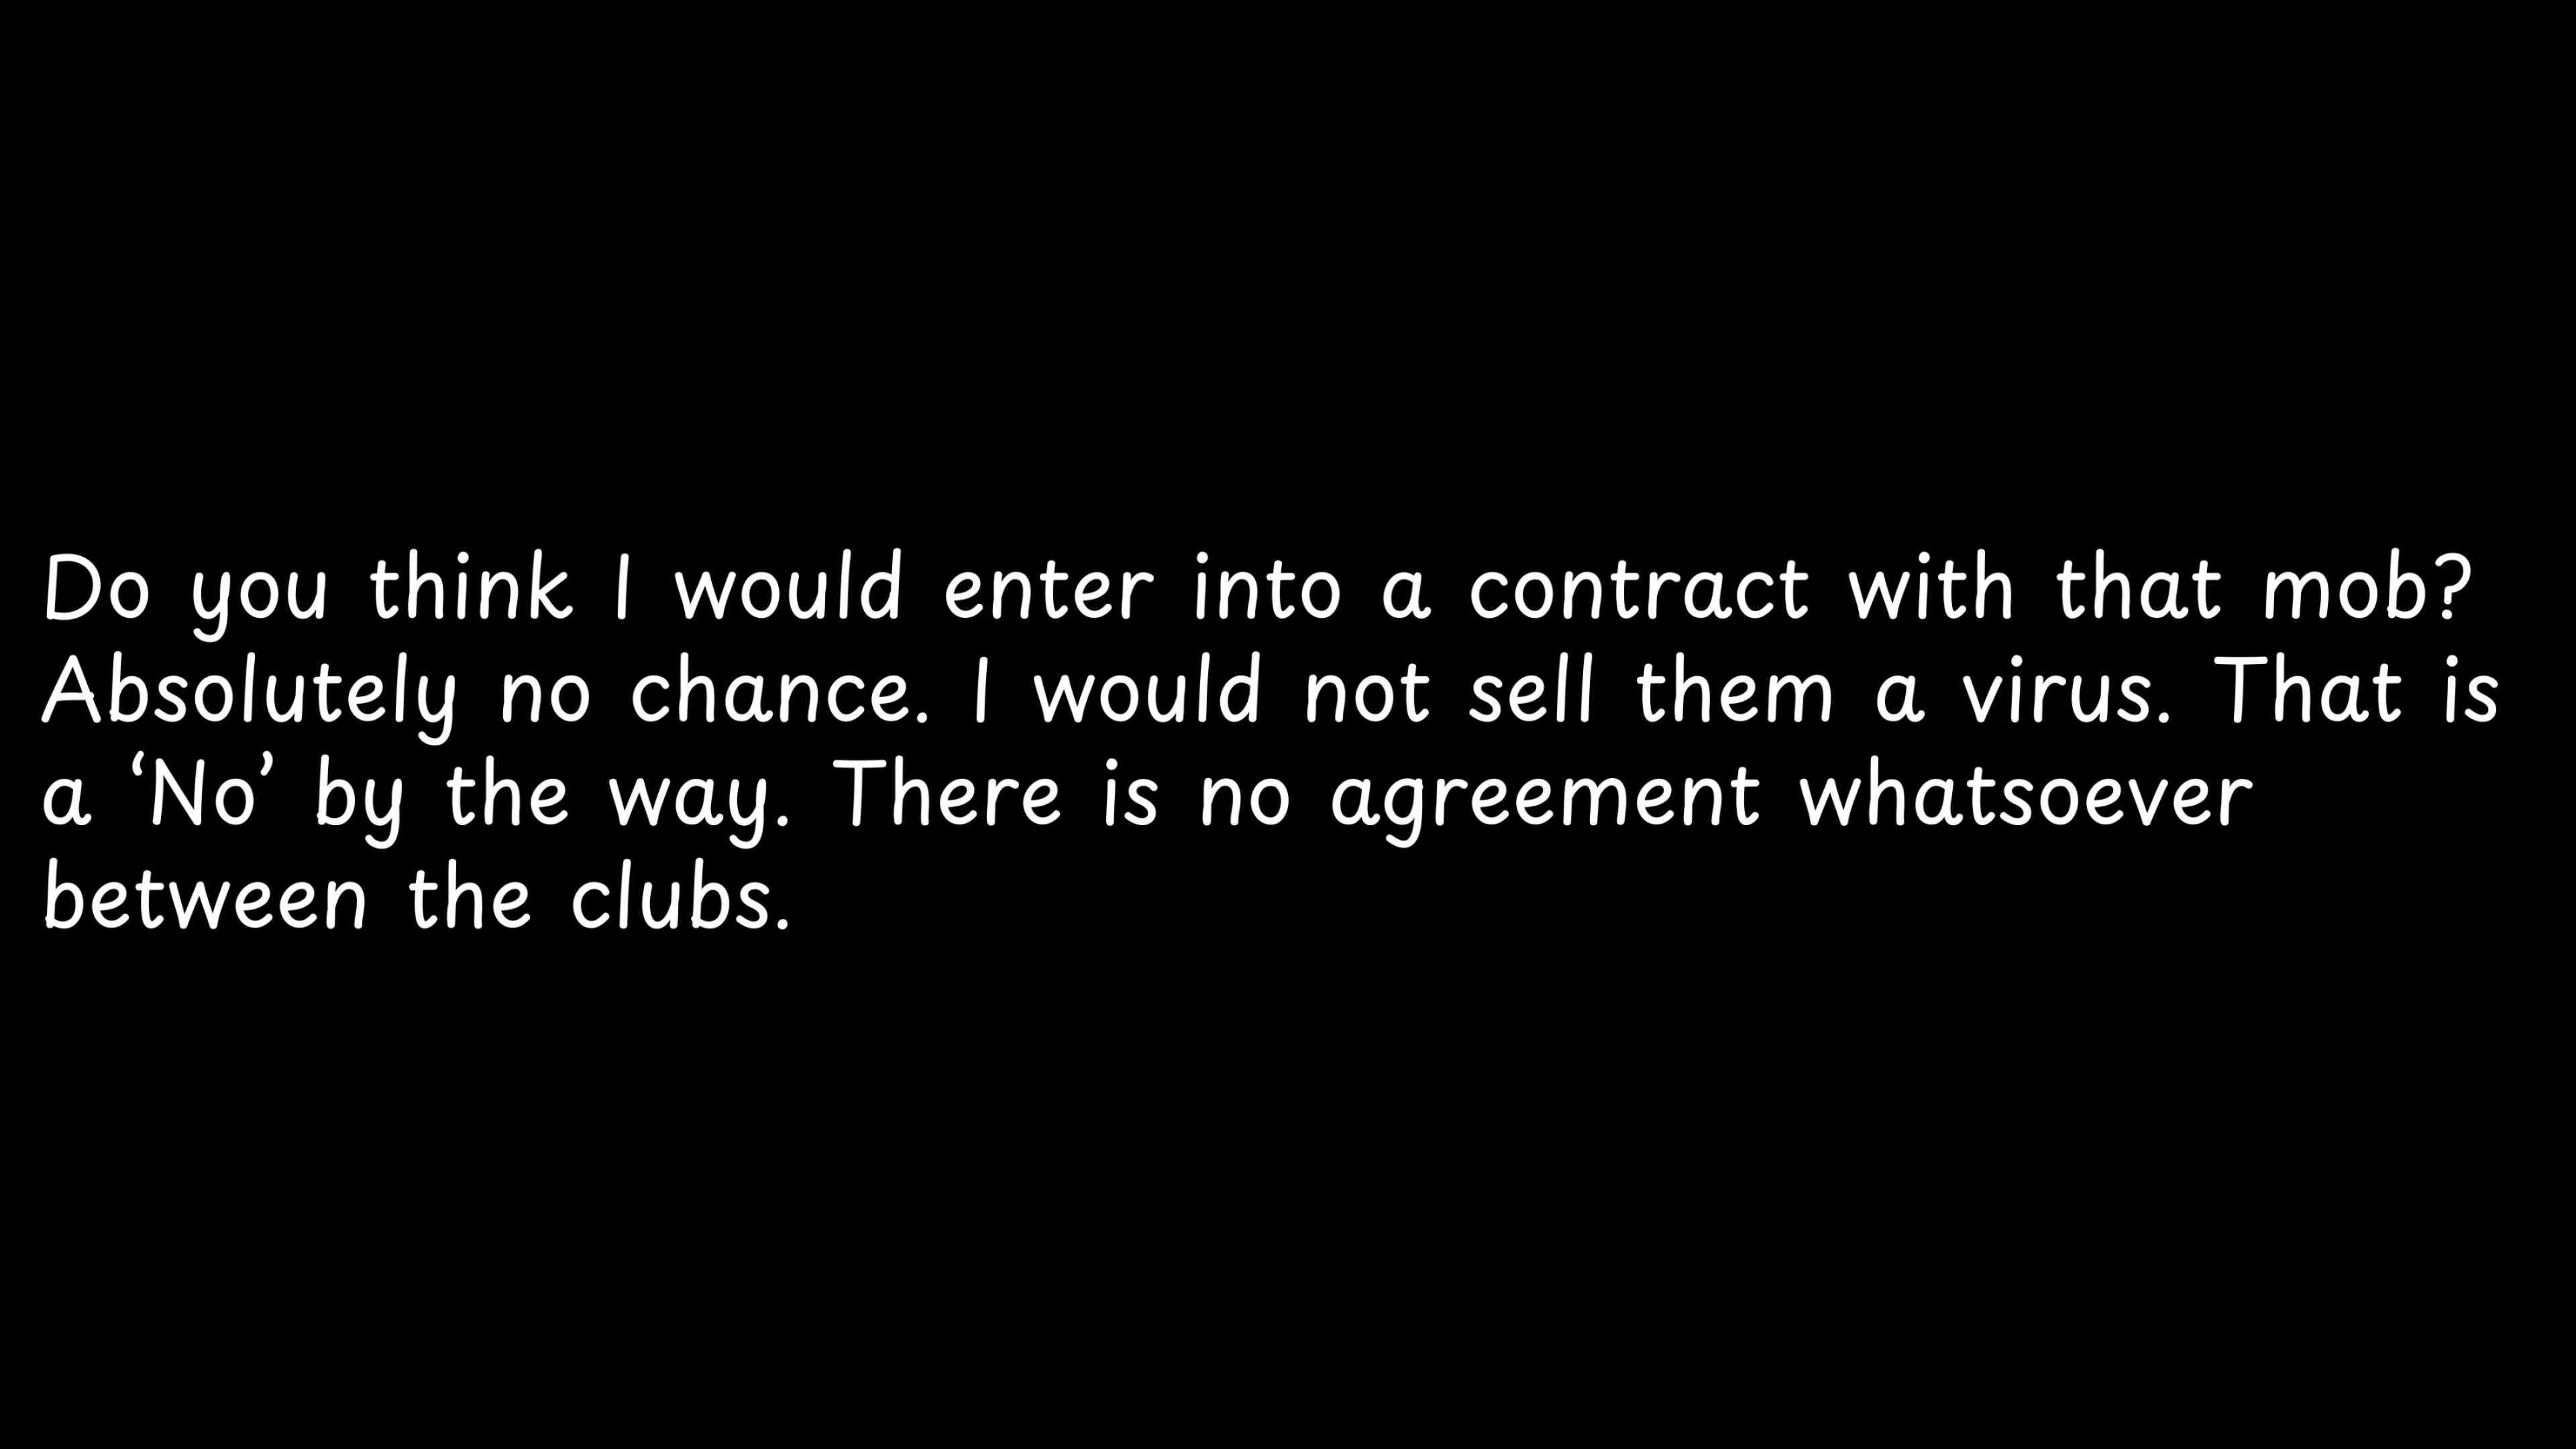 Do you think I would enter into a contract with that mob?
Absolutely no chance. I would not sell them a virus. That is
a ‘No’ by the way. There is no agreement whatsoever
between the clubs.